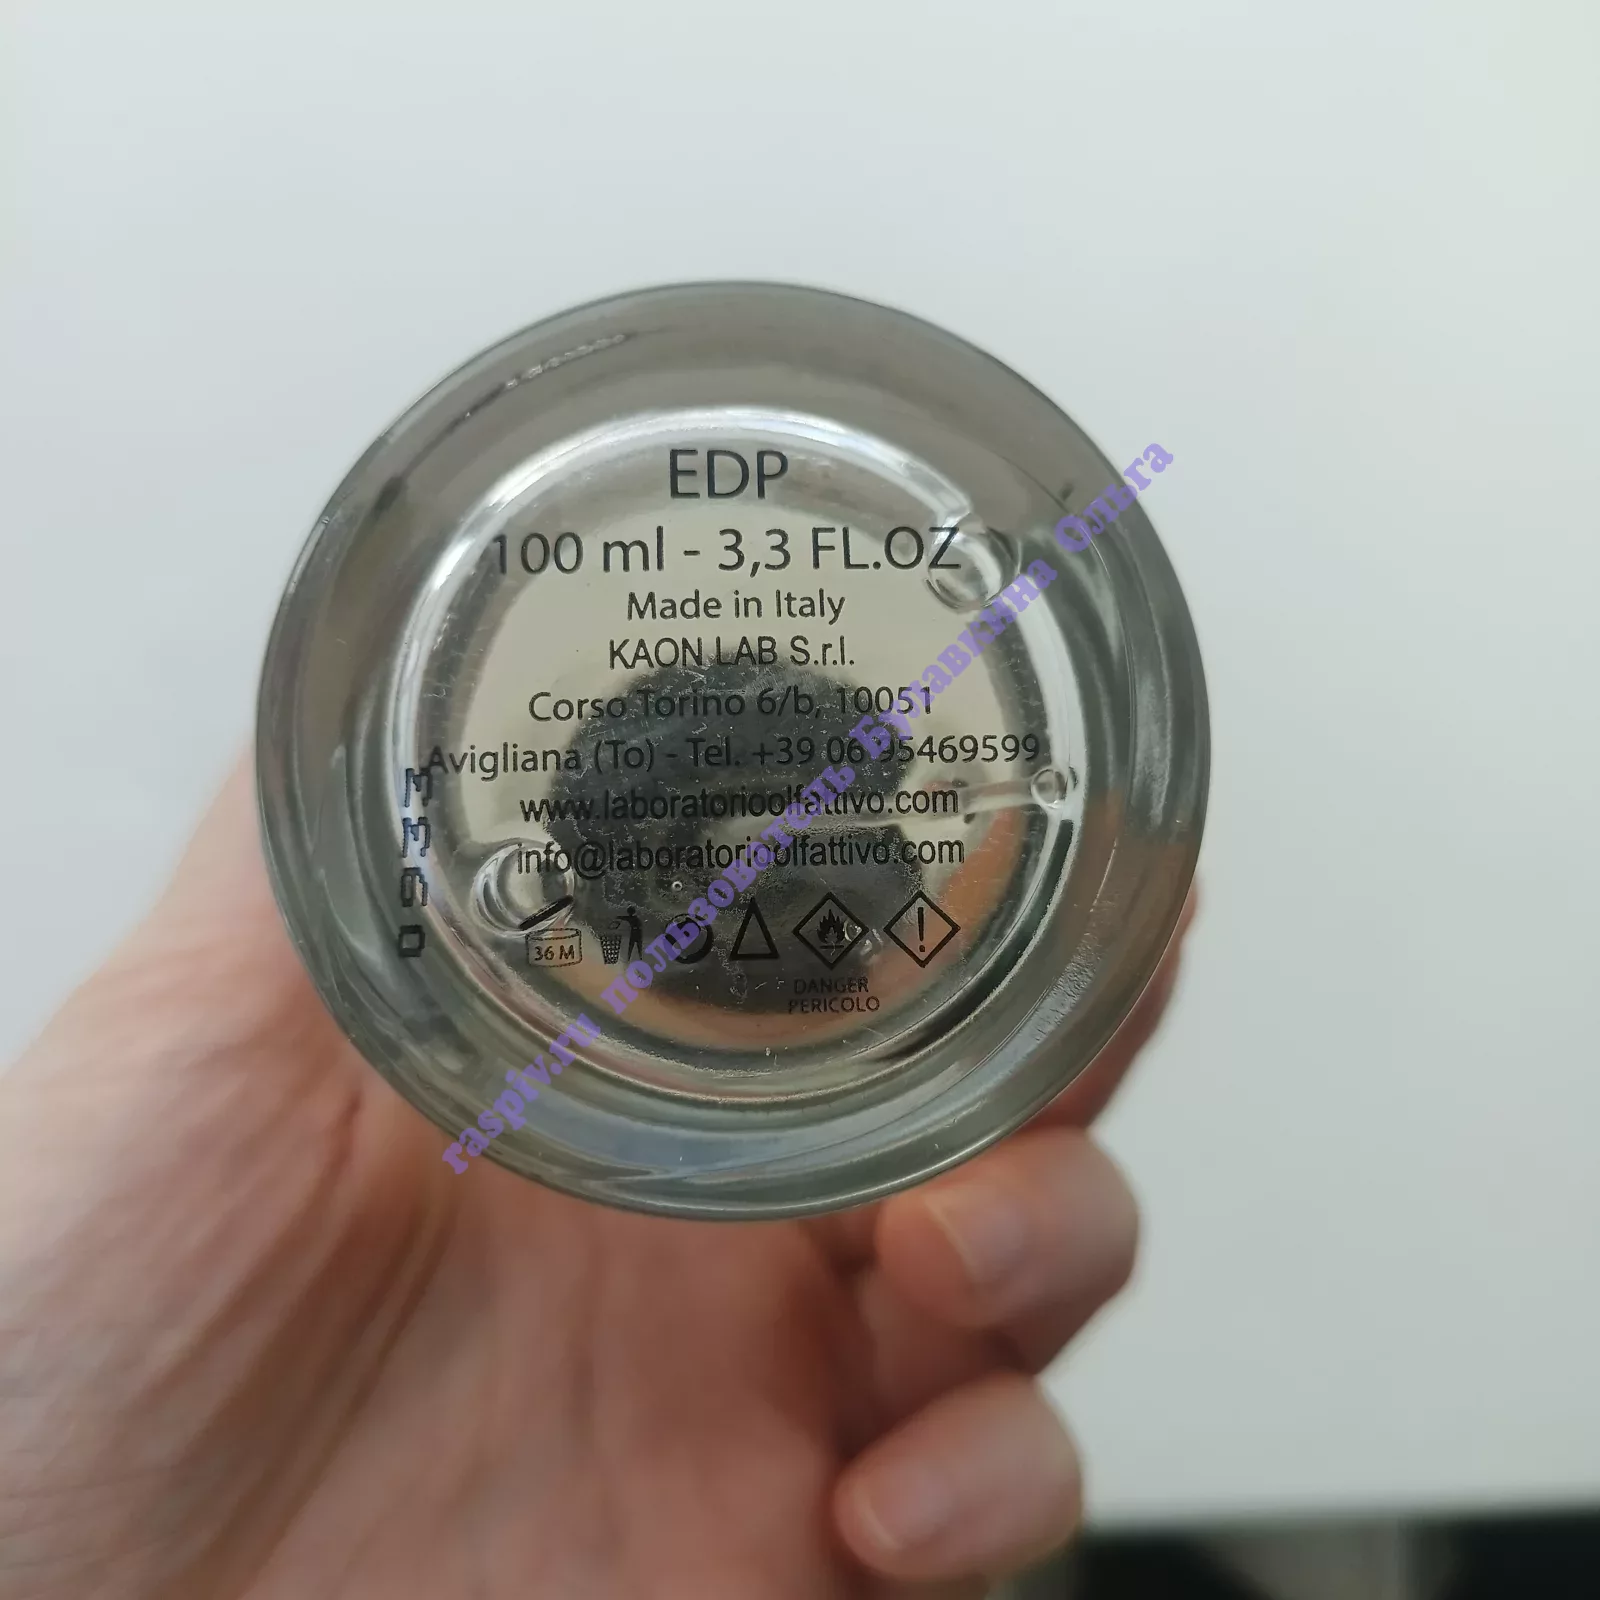 EDP
100 ml - 3,3 FL.OZ
Made in Italy
KAON LAB S.r.l.
Corso Torino 6/b, 10051
Avigliana (To) - Tel. +39 06 95469599
www.laboratorioolfattivo.com
info@laboratorioolfattivo.com
36 M
DANGER
PERICOLO
0933
raspiv.ru пользователь Булавкина Ольга